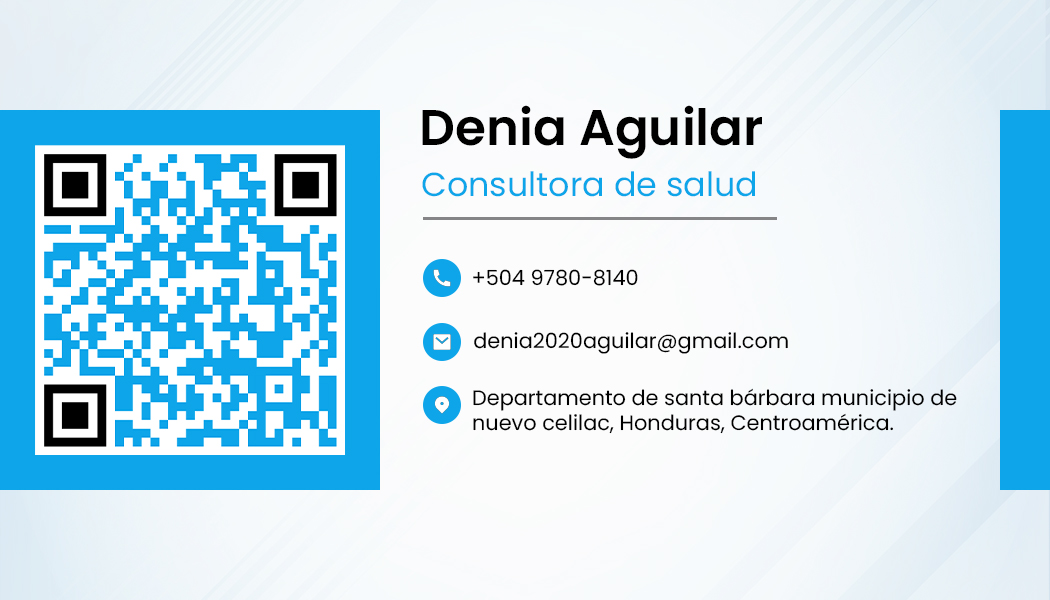 Denia Aguilar
Consultora de salud
+504 9780-8140
denia2020aguilar@gmail.com
Departamento de santa bárbara municipio de
nuevo celilac, Honduras, Centroamérica.